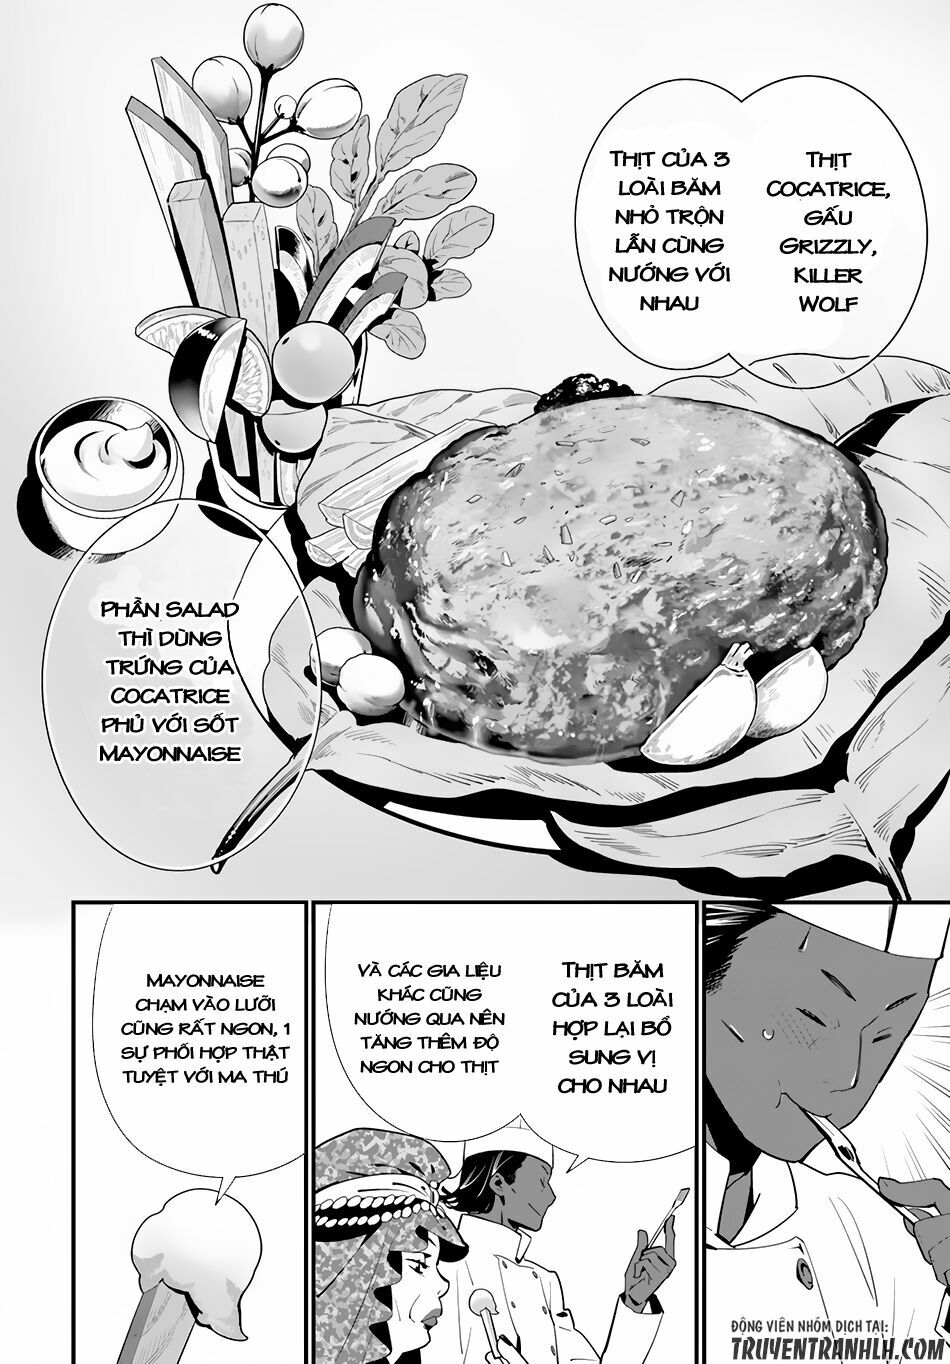 THỊT
COCATRICE,
GẤU
GRIZZLY,
KILLER
WOLF
THỊT CỦA 3
LOÀI BĂM
NHỎ TRỘN
LẪN CÙNG
NƯỚNG VỚI
NHAU
PHẦN SALAD
THÌ DÙNG
TRỨNG CỦA
COCATRICE
PHỦ VỚI SỐT
MAYONNAISE
THỊT BĂM
CỦA 3 LOÀI
HỢP LẠI BỔ
SUNG VỊ
CHO NHAU
VÀ CÁC GIA LIỆU
KHÁC CŨNG
NƯỚNG QUA NÊN
TĂNG THÊM ĐỘ
NGON CHO THỊT
MAYONNAISE
CHẠM VÀO LƯỠI
CŨNG RẤT NGON, 1
SỰ PHỐI HỢP THẬT
TUYỆT VỚI MA THÚ
ĐỘNG VIÊN NHÓM DỊCH TẠI:
TRUYENTRANHLH.COM